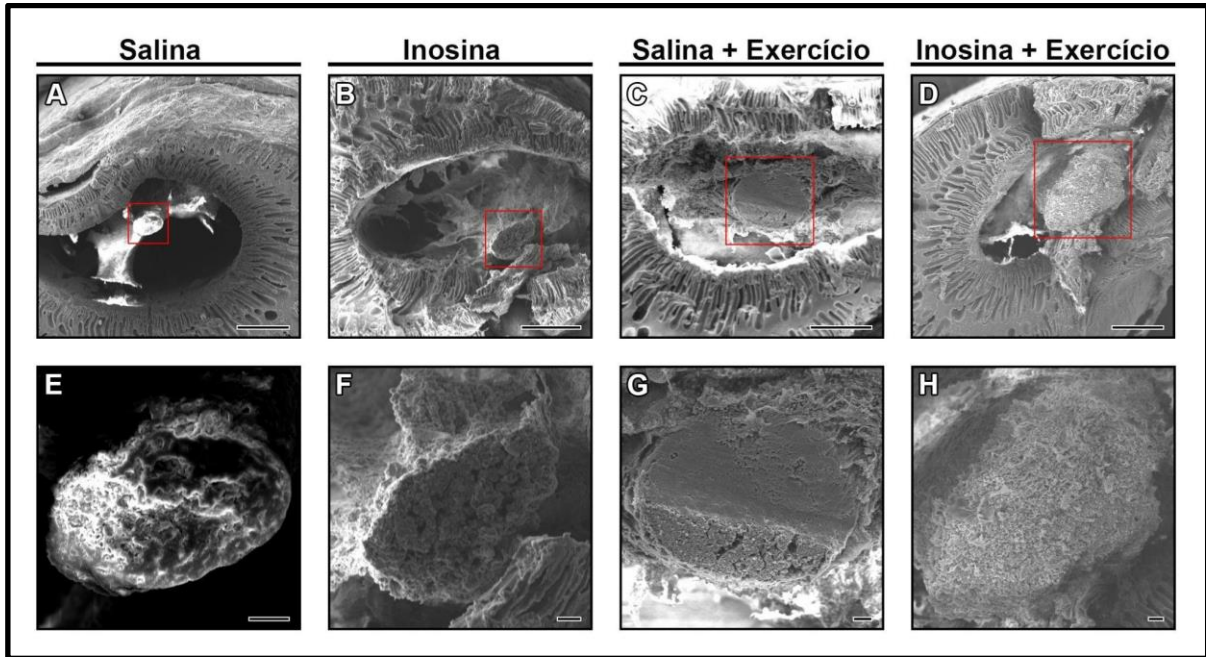 Salina Inosina Salina + Exercício Inosina + Exercício
A B C D
E F G H